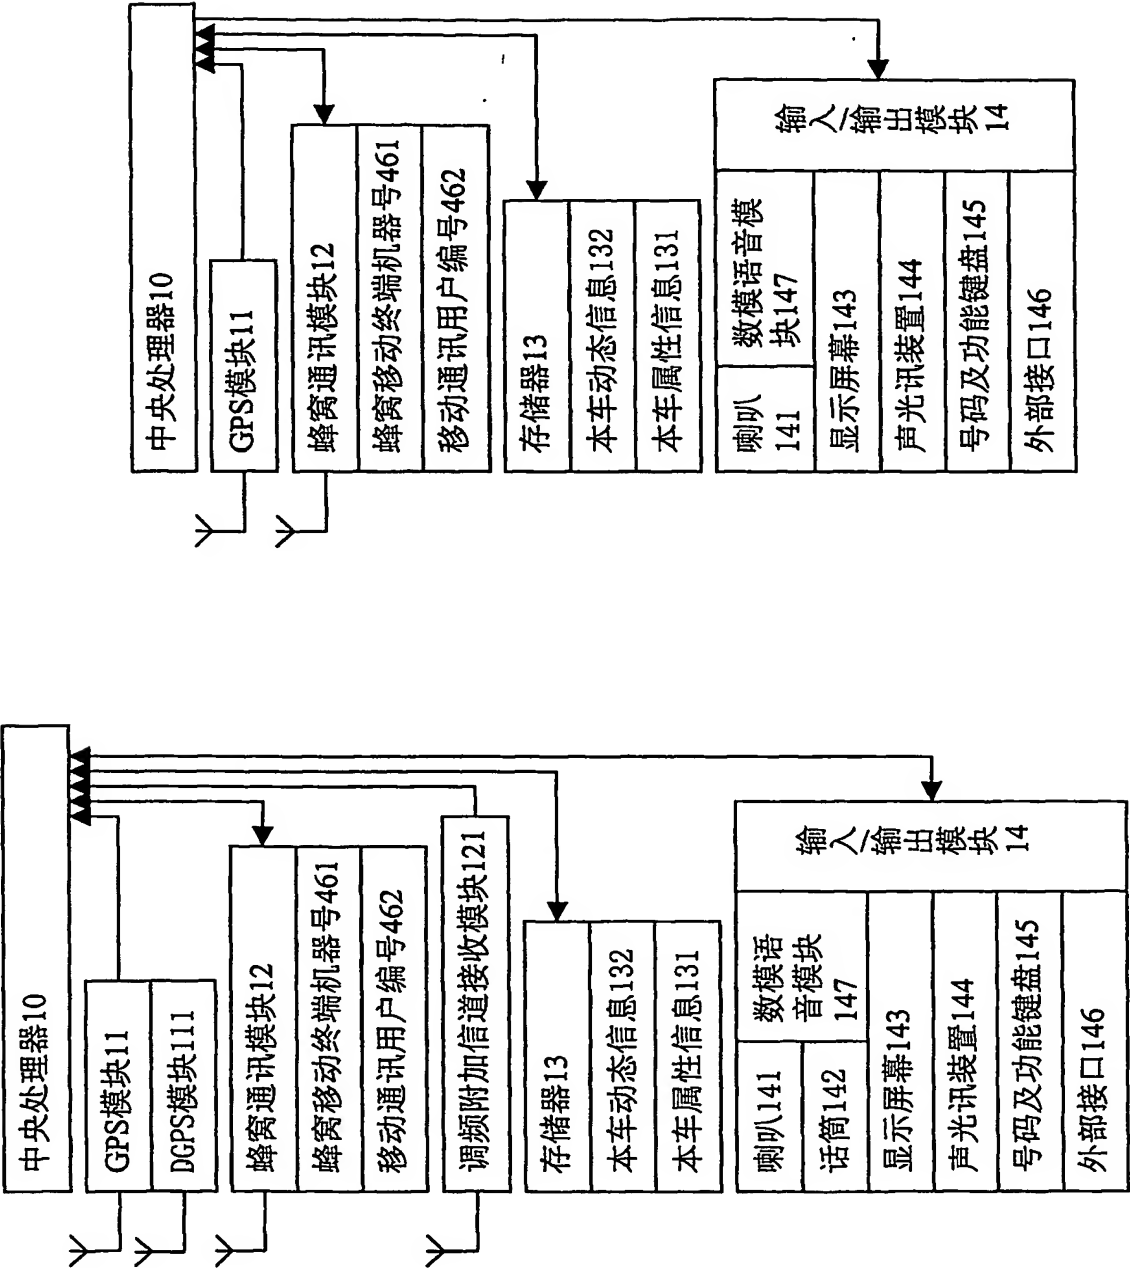 中央处理器10
GPS模块11
蜂窝通讯模块12
蜂窝移动终端机器号461
移动通讯用户编号462
存储器13
本车动态信息132
本车属性信息131
输入/输出模块14
数模语音模
块147
喇叭
141
显示屏幕143
声光讯装置144
号码及功能键盘145
外部接口146
中央处理器10
GPS模块11
DGPS模块111
蜂窝通讯模块12
蜂窝移动终端机器号461
移动通讯用户编号462
调频附加信道接收模块121
存储器13
本车动态信息132
本车属性信息131
输入/输出模块14
数模语
音模块
147
喇叭141
话筒142
显示屏幕143
声光讯装置144
号码及功能键盘145
外部接口146